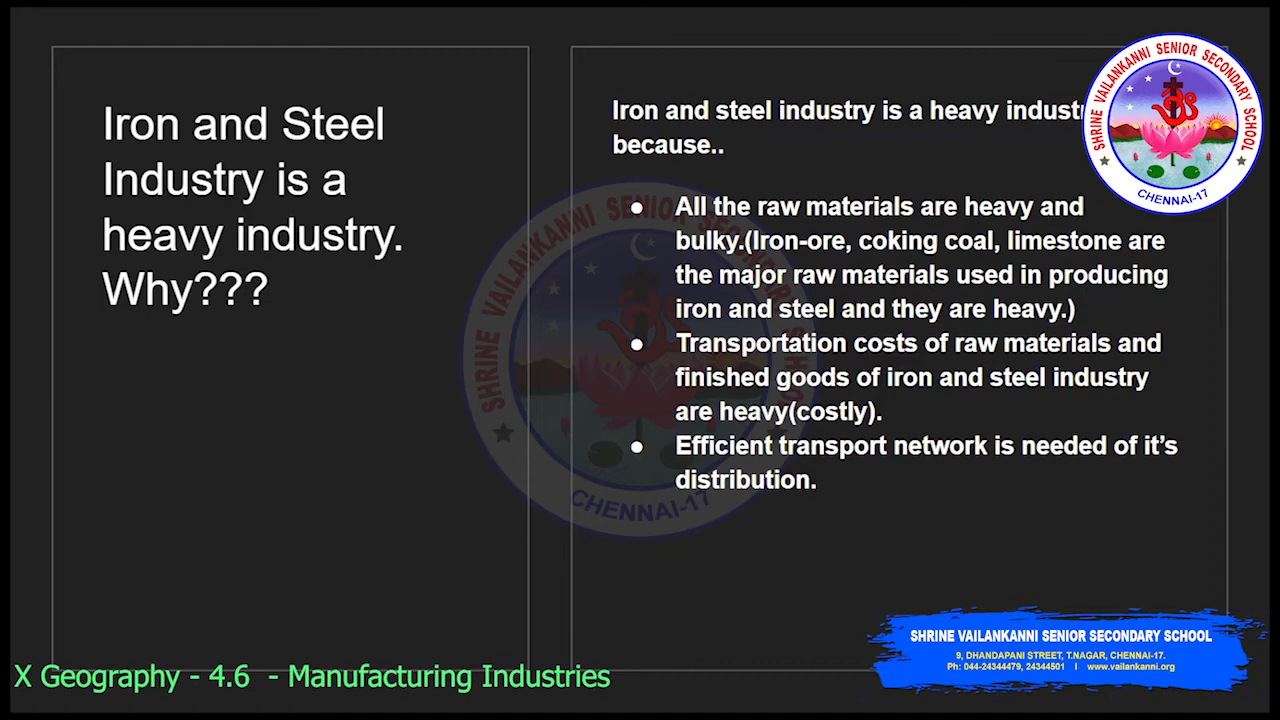 Iron and Steel
Industry is a
heavy industry.
Why???
Iron and steel industry is a heavy
because..
● All the raw materials are heavy and
bulky.(Iron-ore, coking coal, limestone are
the major raw materials used in producing
iron and steel and they are heavy.)
● Transportation costs of raw materials and
finished goods of iron and steel industry
are heavy(costly).
● Efficient transport network is needed of it’s
distribution.
SHRINE VAILANKANNI SENIOR SECONDARY SCHOOL
CHENNAI-17
SHRINE VAILANKANNI SENIOR SECONDARY SCHOOL
9, DHANDAPANI STREET, T.NAGAR, CHENNAI-17.
Ph: 044-24344479, 24344501 I www.vailankanni.org
X Geography - 4.6 - Manufacturing Industries